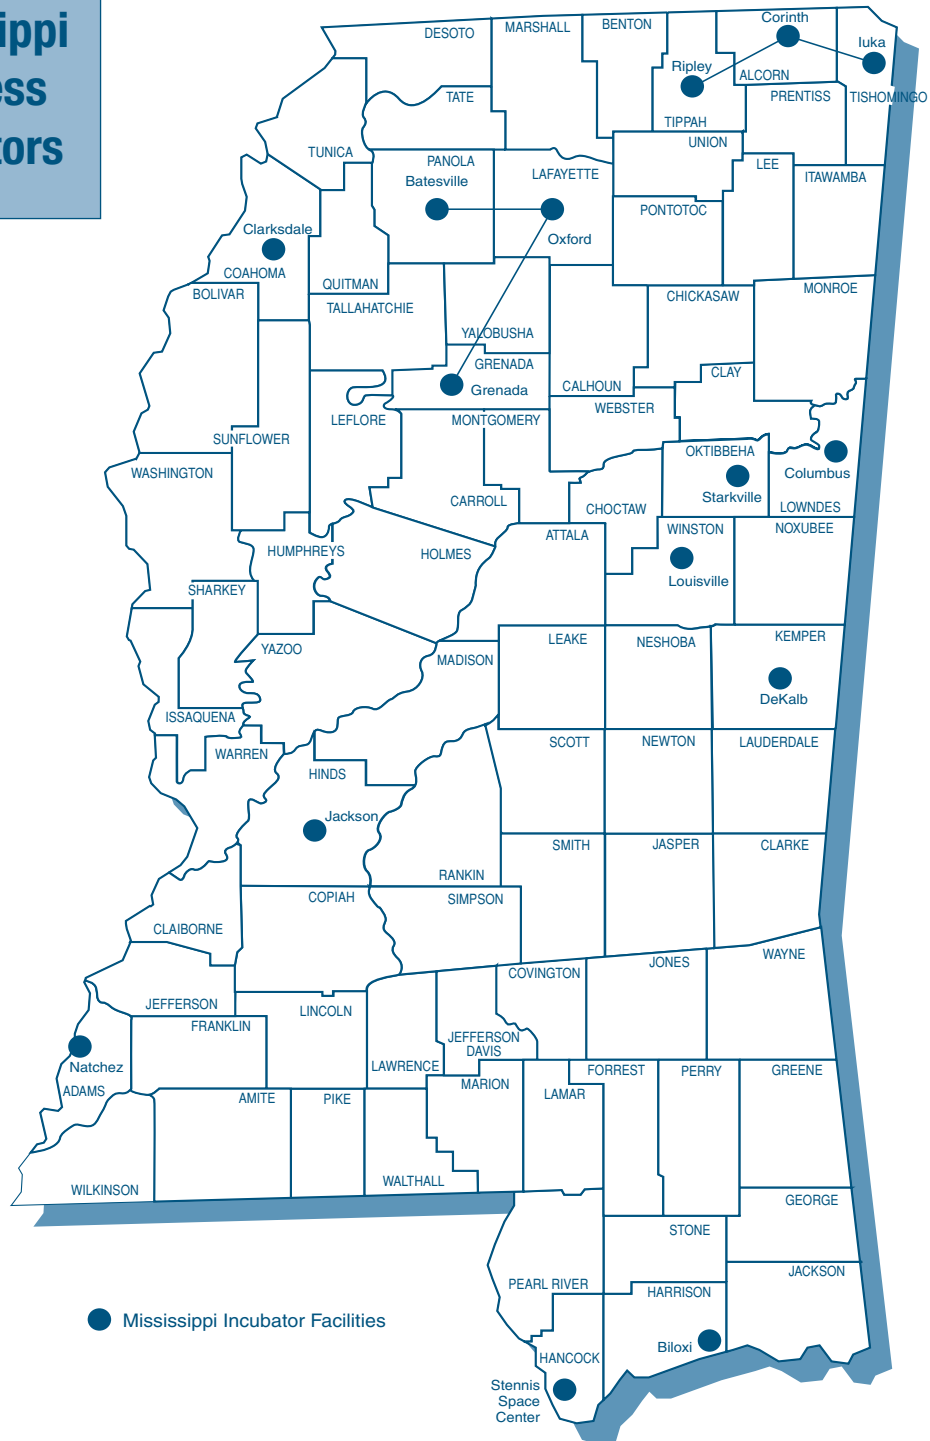 ippi
ess
tors
DESOTO
MARSHALL
BENTON
Corinth
Iuka
Ripley
ALCORN
TATE
PRENTISS
TISHOMINGO
TIPPAH
UNION
TUNICA
PANOLA
LEE
LAFAYETTE
ITAWAMBA
Batesville
PONTOTOC
Clarksdale
Oxford
COAHOMA
QUITMAN
BOLIVAR
CHICKASAW
MONROE
TALLAHATCHIE
YALOBUSHA
GRENADA
CLAY
Grenada
CALHOUN
LEFLORE
MONTGOMERY
WEBSTER
SUNFLOWER
OKTIBBEHA
WASHINGTON
Columbus
Starkville
CARROLL
CHOCTAW
LOWNDES
ATTALA
WINSTON
NOXUBEE
HUMPHREYS
HOLMES
Louisville
SHARKEY
LEAKE
NESHOBA
KEMPER
YAZOO
MADISON
DeKalb
ISSAQUENA
SCOTT
NEWTON
LAUDERDALE
WARREN
HINDS
Jackson
SMITH
JASPER
CLARKE
RANKIN
COPIAH
SIMPSON
CLAIBORNE
WAYNE
JONES
COVINGTON
JEFFERSON
LINCOLN
FRANKLIN
JEFFERSON
DAVIS
Natchez
LAWRENCE
FORREST
PERRY
GREENE
ADAMS
MARION
LAMAR
AMITE
PIKE
WALTHALL
WILKINSON
GEORGE
STONE
JACKSON
PEARL RIVER
HARRISON
Mississippi Incubator Facilities
Biloxi
HANCOCK
Stennis
Space
Center